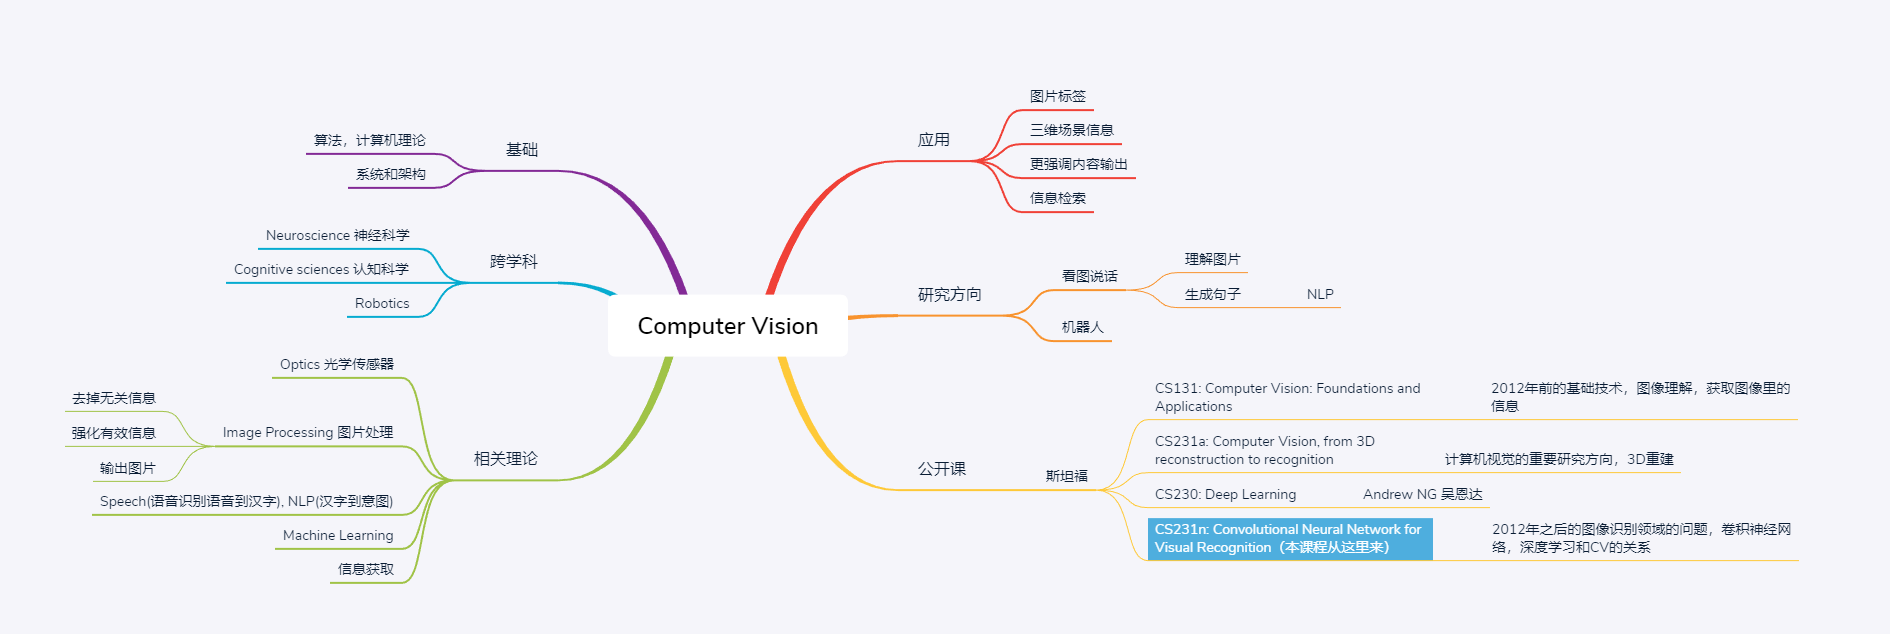 Computer Vision
基础
算法，计算机理论
系统和架构
跨学科
Neuroscience 神经科学
Cognitive sciences 认知科学
Robotics
相关理论
Optics 光学传感器
Image Processing 图片处理
去掉无关信息
强化有效信息
输出图片
Speech(语音识别语音到汉字), NLP(汉字到意图)
Machine Learning
信息获取
应用
图片标签
三维场景信息
更强调内容输出
信息检索
研究方向
看图说话
理解图片
生成句子
NLP
机器人
公开课
斯坦福
CS131: Computer Vision: Foundations and
Applications
2012年前的基础技术，图像理解，获取图像里的
信息
CS231a: Computer Vision, from 3D
reconstruction to recognition
计算机视觉的重要研究方向，3D重建
CS230: Deep Learning
Andrew NG 吴恩达
CS231n: Convolutional Neural Network for
Visual Recognition（本课程从这里来）
2012年之后的图像识别领域的问题，卷积神经网
络，深度学习和CV的关系